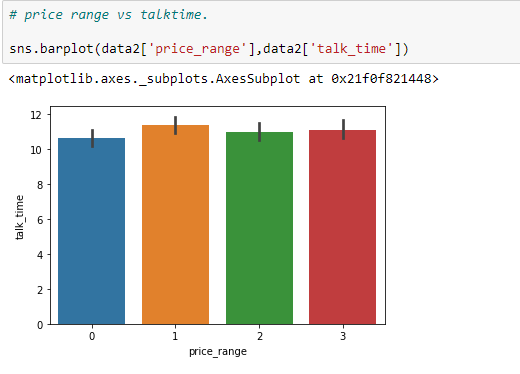 # price range vs talktime.
sns.barplot(data2['price_range'],data2['talk_time'])
<matplotlib.axes._subplots.AxesSubplot at 0x21f0f821448>
12
10
8
6
4
2
0
talk_time
0 1 2 3
price_range